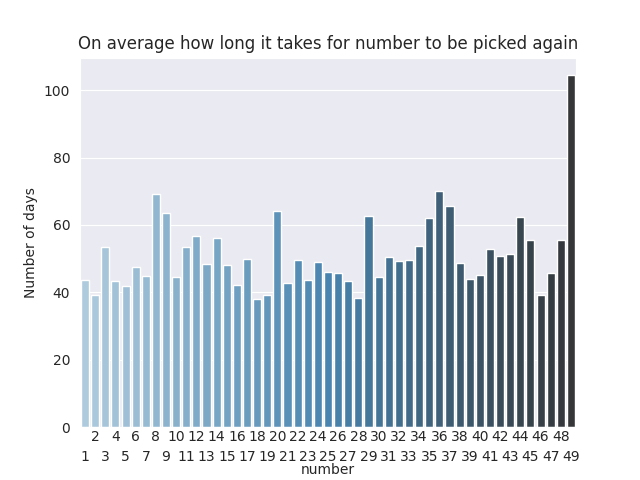 On average how long it takes for number to be picked again
Number of days
100
80
60
40
20
0
2 4 6 8 10 12 14 16 18 20 22 24 26 28 30 32 34 36 38 40 42 44 46 48
1 3 5 7 9 11 13 15 17 19 21 23 25 27 29 31 33 35 37 39 41 43 45 47 49
number